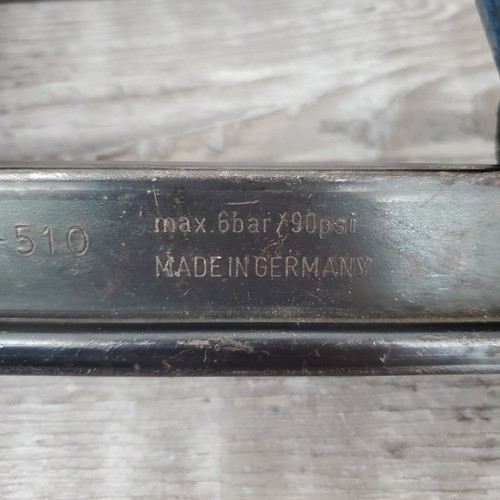 -510
max. 6bar/90psi
MADE IN GERMANY